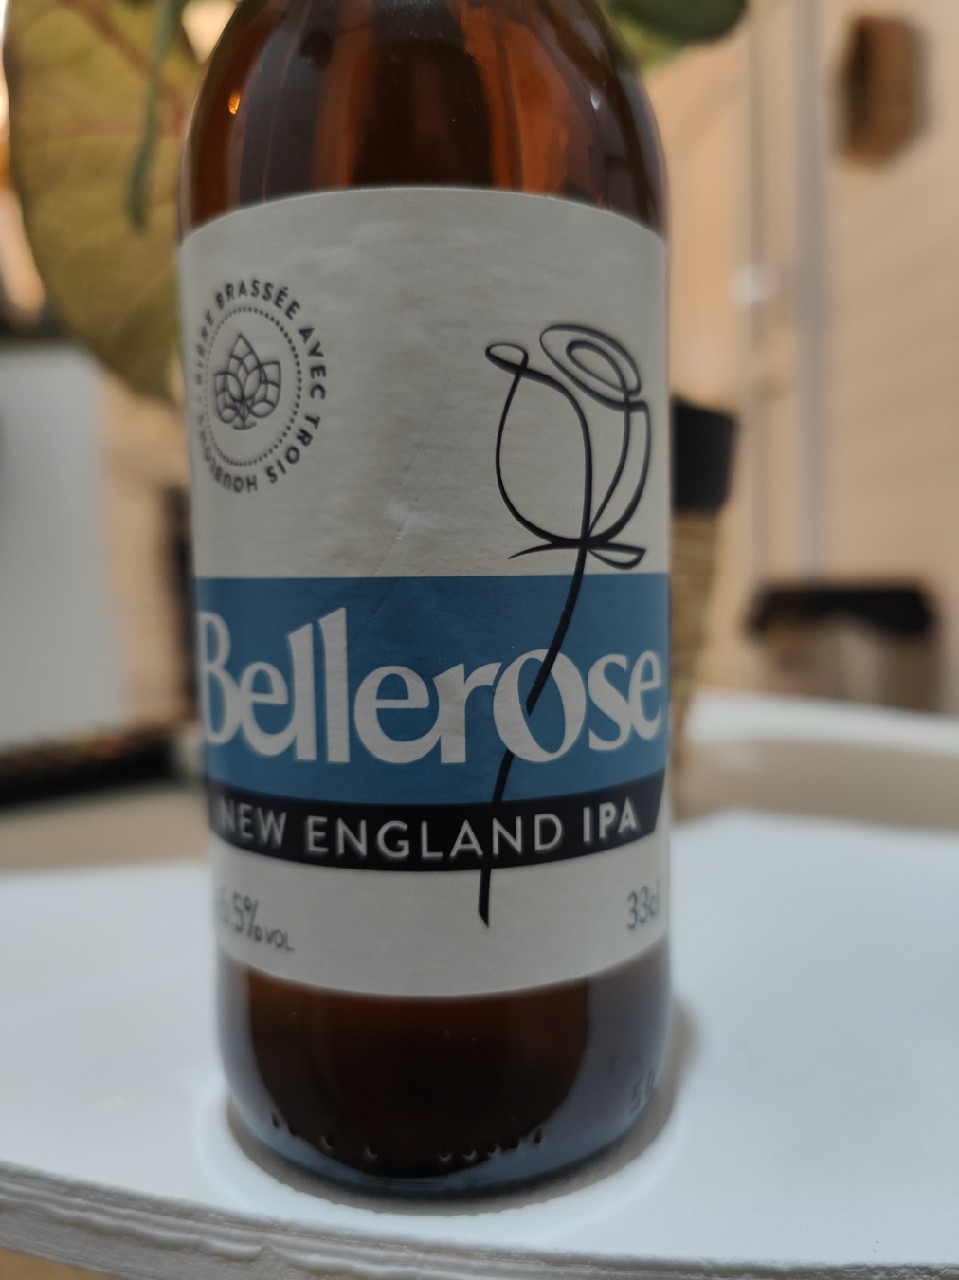 BIÈRE BRASSÉE AVEC TROIS HOUBLONS
Bellerose
NEW ENGLAND IPA
6.5% VOL
33cl